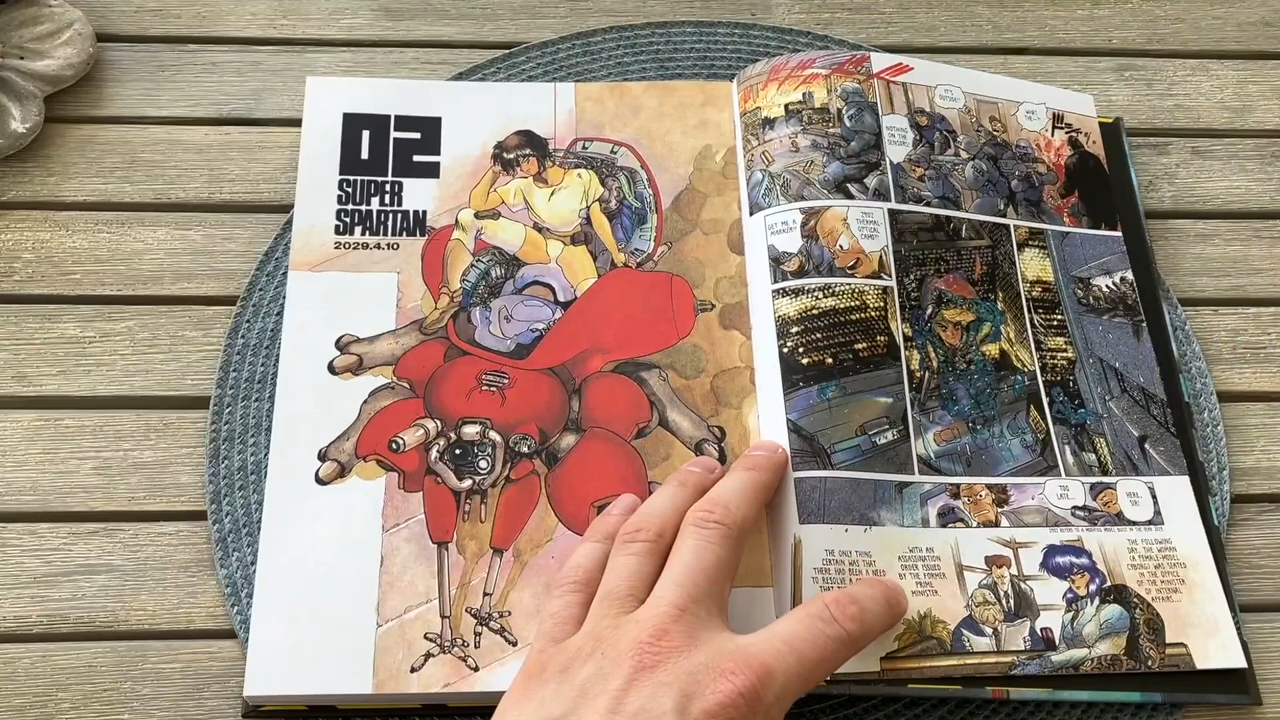 02
SUPER
SPARTAN
2029.4.10
IT'S
OUTSIDE!!
WHAT
THE--?!
NOTHING
ON THE
SENSORS!
GET ME A
MARKER!!
2902
THERMAL-
OPTICAL
CAMO?!
TOO
LATE...
HERE,
SIR!
THE ONLY THING
CERTAIN WAS THAT
THERE HAD BEEN A NEED
TO RESOLVE A
...WITH AN
ASSASSINATION
ORDER ISSUED
BY THE FORMER
PRIME
MINISTER.
THE FOLLOWING
DAY, THE WOMAN
(A FEMALE-MODEL
CYBORG) WAS SEATED
IN THE OFFICE
OF THE MINISTER
OF INTERNAL
AFFAIRS...